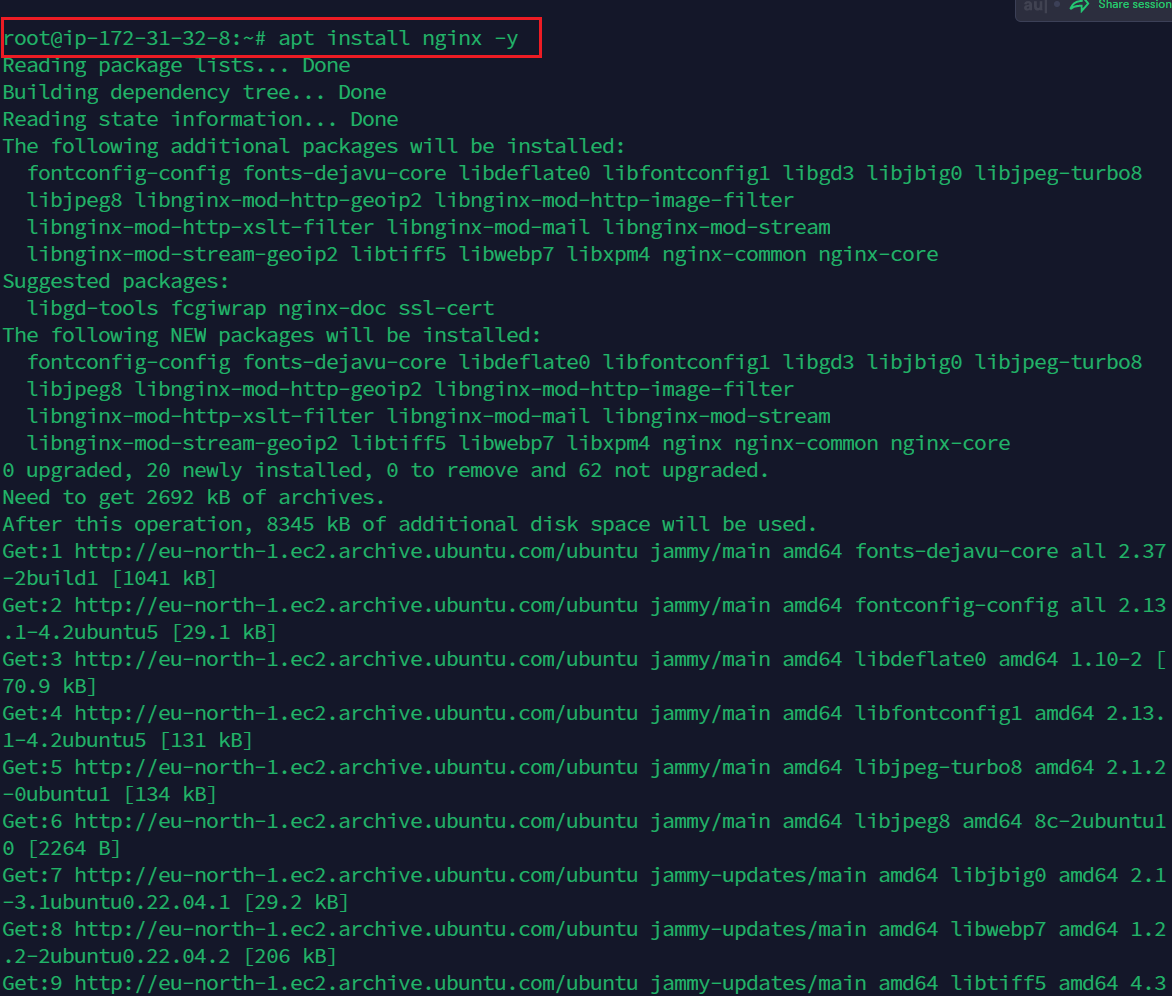 au
Share session
root@ip-172-31-32-8:~# apt install nginx -y
Reading package lists... Done
Building dependency tree... Done
Reading state information... Done
The following additional packages will be installed:
  fontconfig-config fonts-dejavu-core libdeflate0 libfontconfig1 libgd3 libjbig0 libjpeg-turbo8
  libjpeg8 libnginx-mod-http-geoip2 libnginx-mod-http-image-filter
  libnginx-mod-http-xslt-filter libnginx-mod-mail libnginx-mod-stream
  libnginx-mod-stream-geoip2 libtiff5 libwebp7 libxpm4 nginx-common nginx-core
Suggested packages:
  libgd-tools fcgiwrap nginx-doc ssl-cert
The following NEW packages will be installed:
  fontconfig-config fonts-dejavu-core libdeflate0 libfontconfig1 libgd3 libjbig0 libjpeg-turbo8
  libjpeg8 libnginx-mod-http-geoip2 libnginx-mod-http-image-filter
  libnginx-mod-http-xslt-filter libnginx-mod-mail libnginx-mod-stream
  libnginx-mod-stream-geoip2 libtiff5 libwebp7 libxpm4 nginx nginx-common nginx-core
0 upgraded, 20 newly installed, 0 to remove and 62 not upgraded.
Need to get 2692 kB of archives.
After this operation, 8345 kB of additional disk space will be used.
Get:1 http://eu-north-1.ec2.archive.ubuntu.com/ubuntu jammy/main amd64 fonts-dejavu-core all 2.37
-2build1 [1041 kB]
Get:2 http://eu-north-1.ec2.archive.ubuntu.com/ubuntu jammy/main amd64 fontconfig-config all 2.13
.1-4.2ubuntu5 [29.1 kB]
Get:3 http://eu-north-1.ec2.archive.ubuntu.com/ubuntu jammy/main amd64 libdeflate0 amd64 1.10-2 [
70.9 kB]
Get:4 http://eu-north-1.ec2.archive.ubuntu.com/ubuntu jammy/main amd64 libfontconfig1 amd64 2.13.
1-4.2ubuntu5 [131 kB]
Get:5 http://eu-north-1.ec2.archive.ubuntu.com/ubuntu jammy/main amd64 libjpeg-turbo8 amd64 2.1.2
-0ubuntu1 [134 kB]
Get:6 http://eu-north-1.ec2.archive.ubuntu.com/ubuntu jammy/main amd64 libjpeg8 amd64 8c-2ubuntu1
0 [2264 B]
Get:7 http://eu-north-1.ec2.archive.ubuntu.com/ubuntu jammy-updates/main amd64 libjbig0 amd64 2.1
-3.1ubuntu0.22.04.1 [29.2 kB]
Get:8 http://eu-north-1.ec2.archive.ubuntu.com/ubuntu jammy-updates/main amd64 libwebp7 amd64 1.2
.2-2ubuntu0.22.04.2 [206 kB]
Get:9 http://eu-north-1.ec2.archive.ubuntu.com/ubuntu jammy-updates/main amd64 libtiff5 amd64 4.3